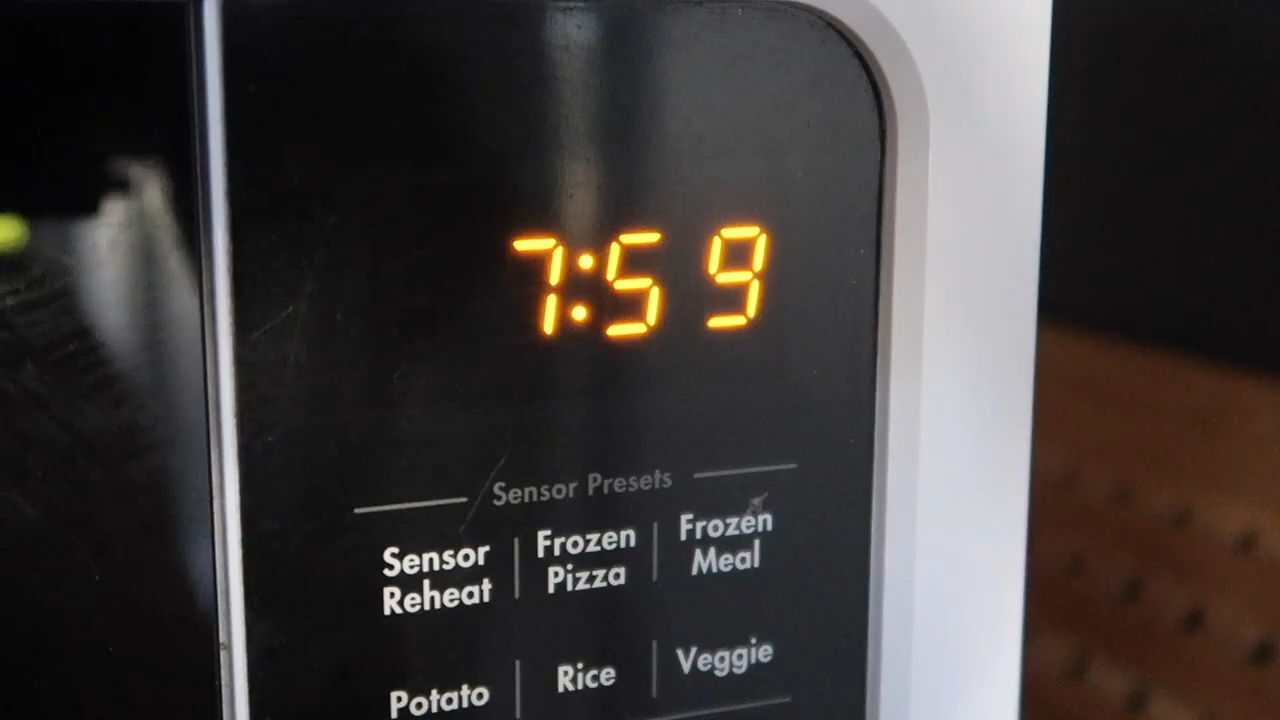 7:59
Sensor Presets
Sensor Reheat
Frozen Pizza
Frozen Meal
Potato
Rice
Veggie